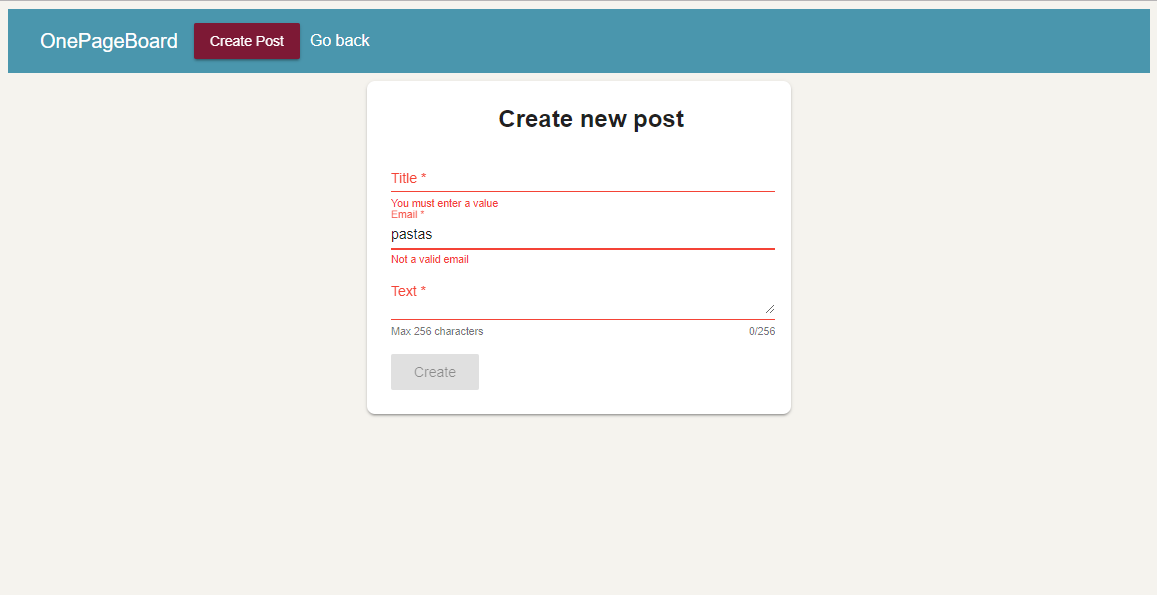 OnePageBoard Create Post Go back
Create new post
Title *
You must enter a value
Email *
pastas
Not a valid email
Text *
Max 256 characters 0/256
Create